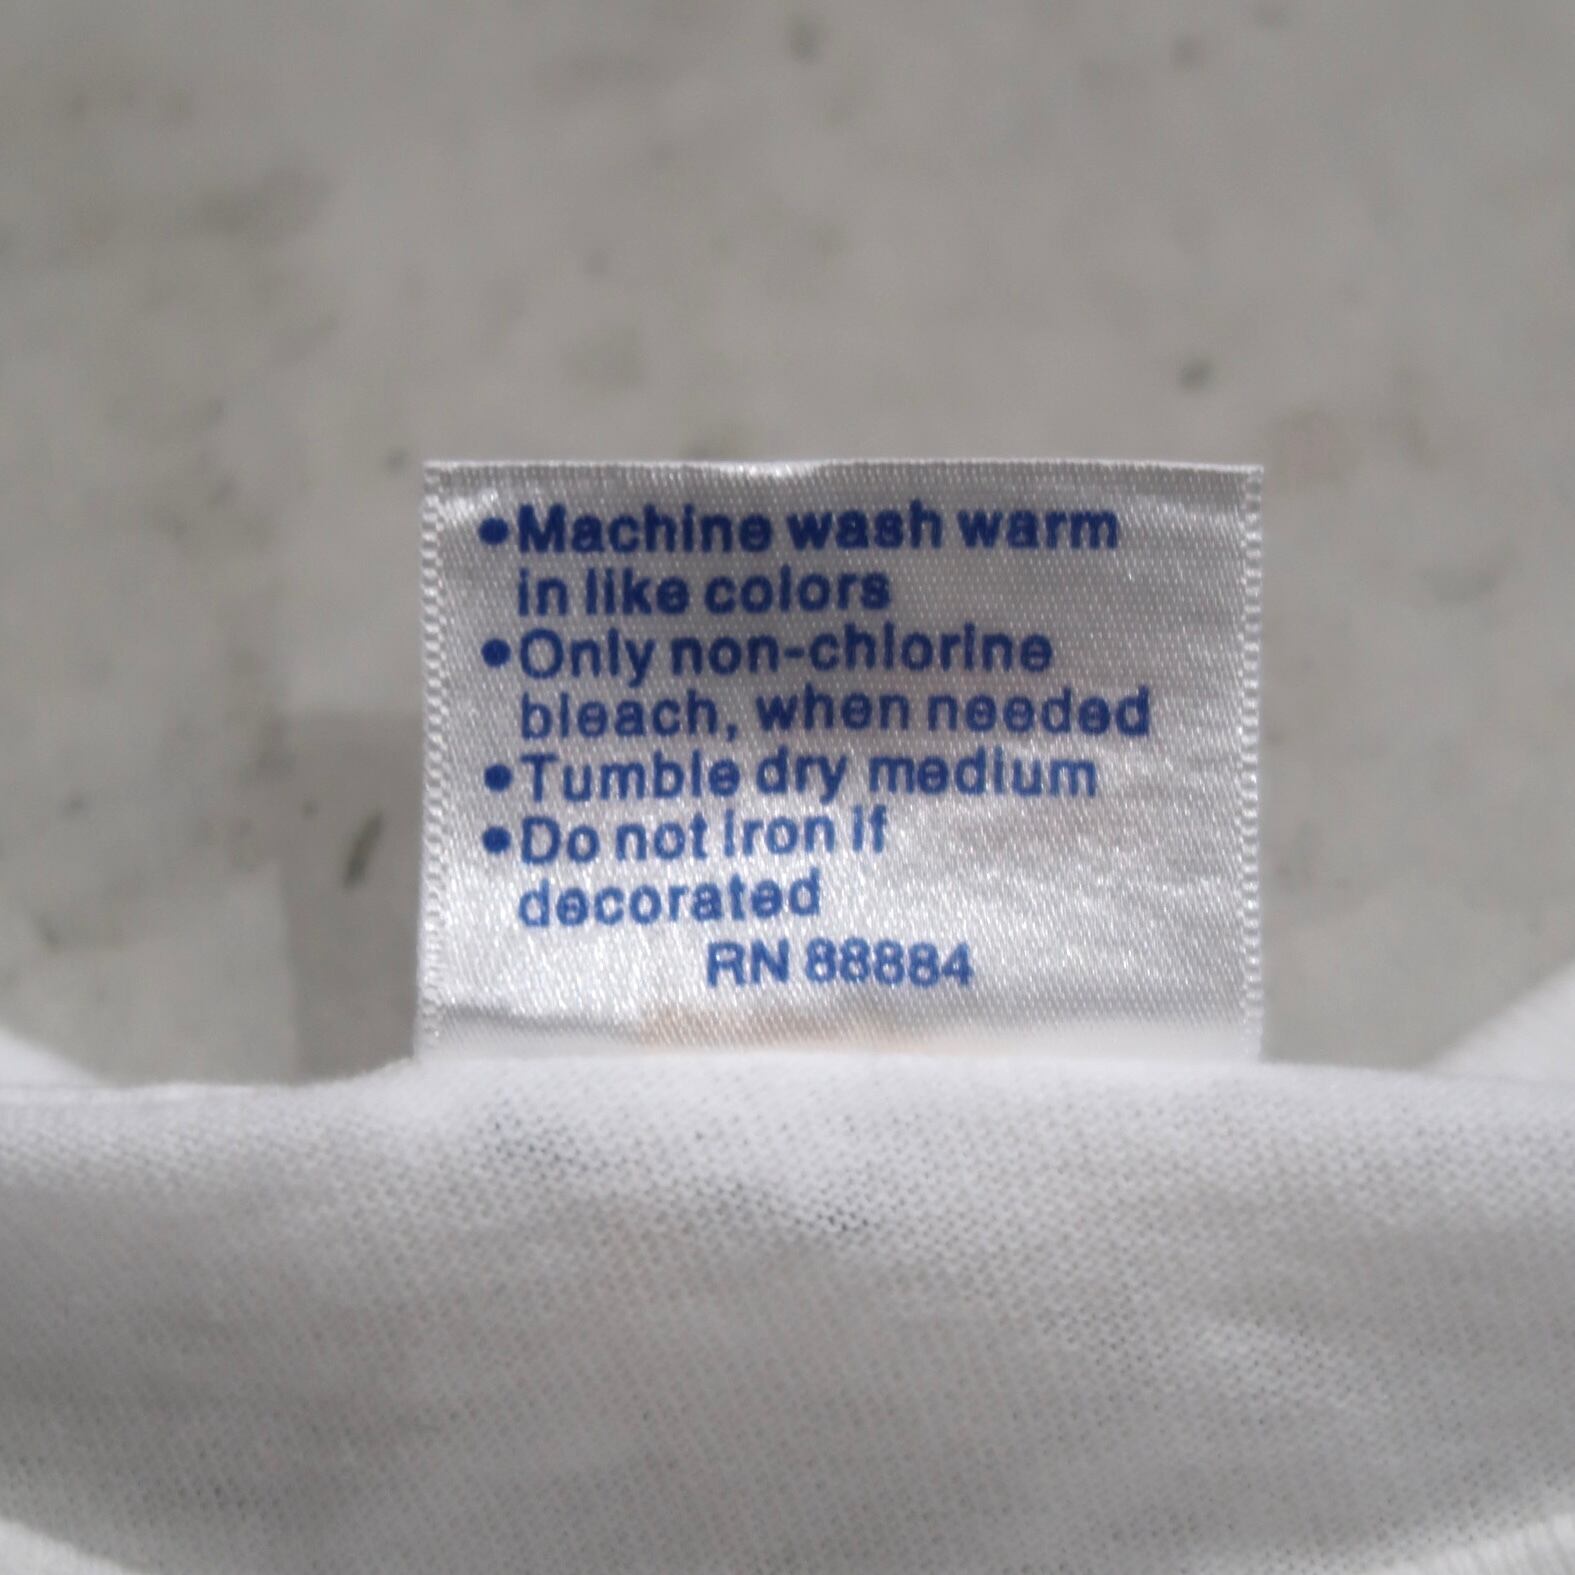 •Machine wash warm
in like colors
•Only non-chlorine
bleach, when needed
•Tumble dry medium
•Do not iron if
decorated
RN 88884